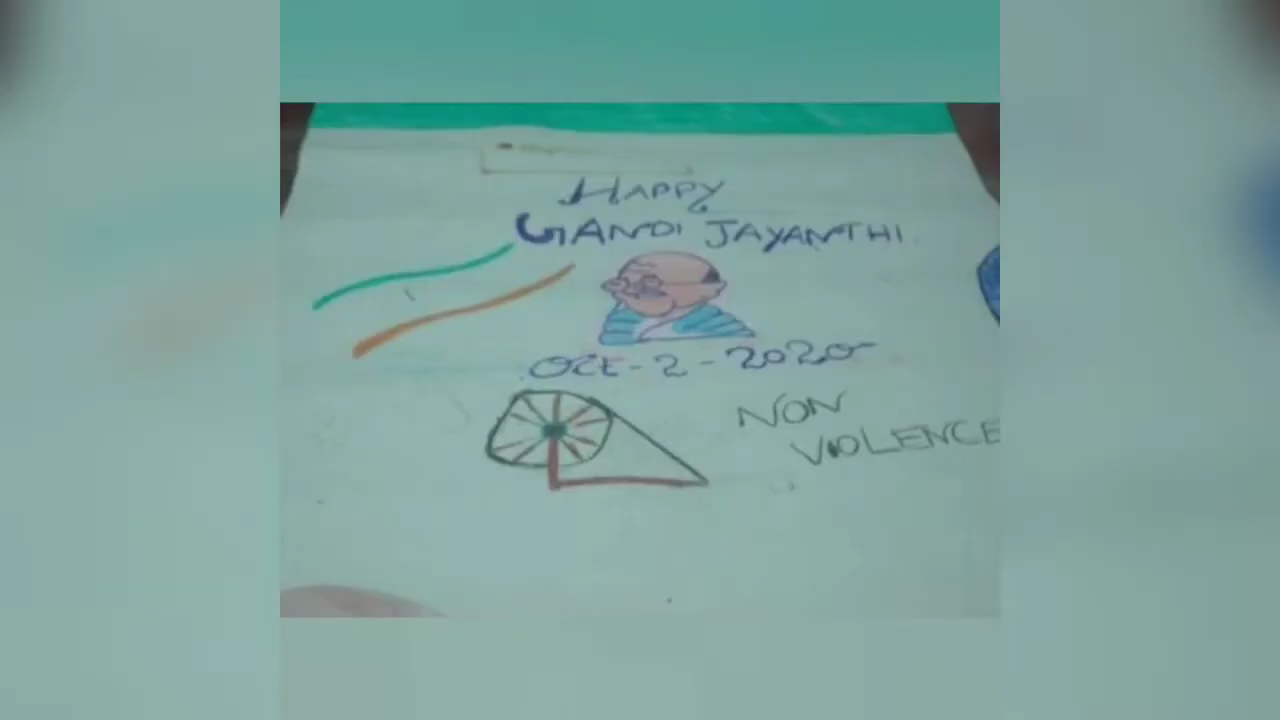 HAPPY
GANDI JAYANTHI
OCT-2-2020
NON
VIOLENCE